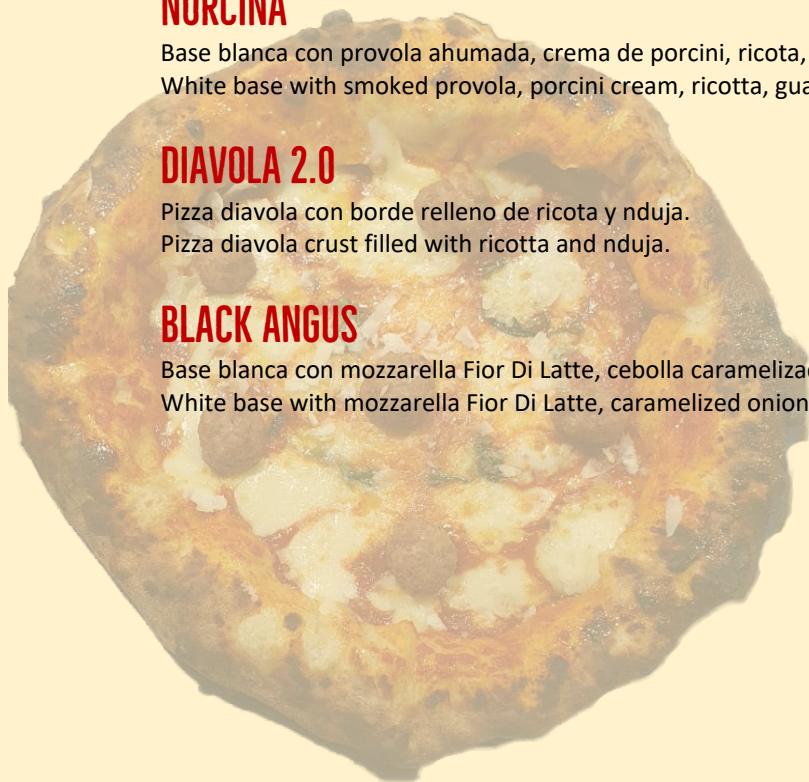 NORCINA
Base blanca con provola ahumada, crema de porcini, ricota,
White base with smoked provola, porcini cream, ricotta,
DIAVOLA 2.0
Pizza diavola con borde relleno de ricota y nduja.
Pizza diavola crust filled with ricotta and nduja.
BLACK ANGUS
Base blanca con mozzarella Fior Di Latte, cebolla
White base with mozzarella Fior Di Latte, caramelized onion